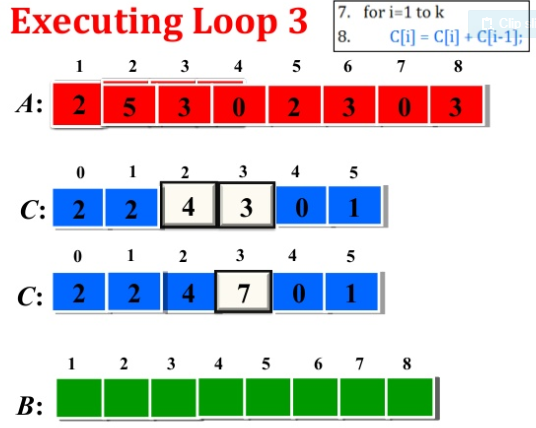 Executing Loop 3
7. for i=1 to k
8. C[i] = C[i] + C[i-1];
1 2 3 4 5 6 7 8
A: 2 5 3 0 2 3 0 3
0 1 2 3 4 5
C: 2 2 4 3 0 1
0 1 2 3 4 5
C: 2 2 4 7 0 1
1 2 3 4 5 6 7 8
B: